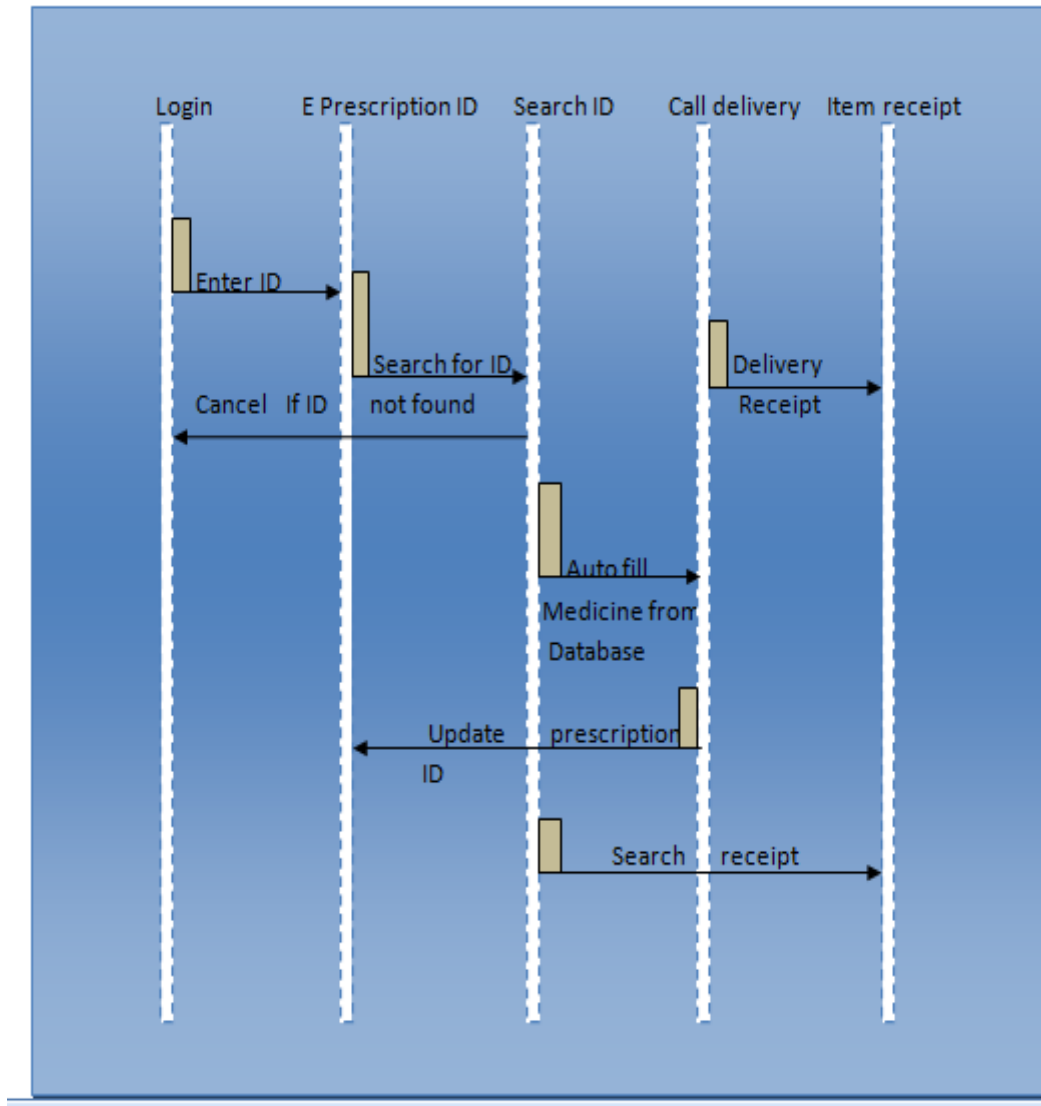 Login E Prescription ID Search ID Call delivery Item receipt
Enter ID
Search for ID
Delivery
Receipt
Cancel If ID not found
Auto fill
Medicine from
Database
Update prescription
ID
Search receipt